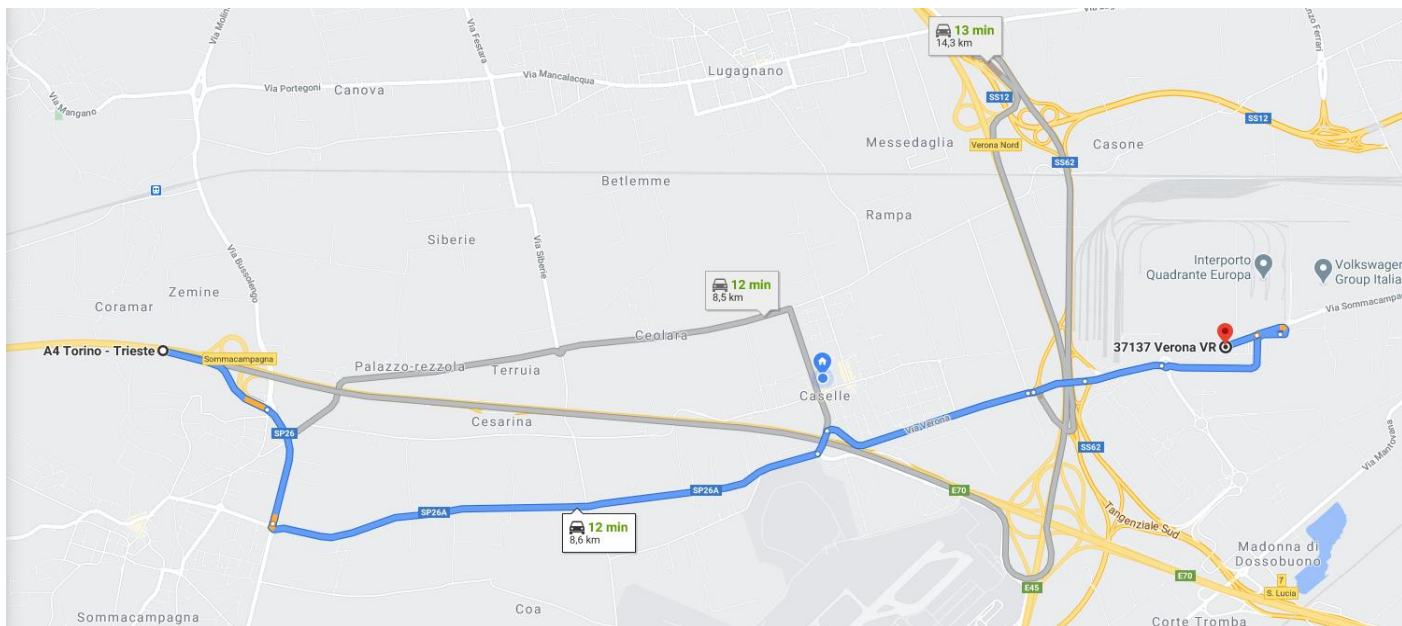 13 min
14,3 km
Lugagnano
Via Mancalacqua
Via Portegoni
Canova
Via Mangano
Via Festara
SS12
SS12
Messedaglia
Verona Nord
Casone
SS62
Betlemme
Rampa
Siberie
Via Siberie
Via Bussolengo
Interporto
Quadrante Europa
Volkswagen
Group Italia
12 min
8,5 km
Zemine
Coramar
Ceolara
A4 Torino - Trieste
Sommacampagna
Palazzo-rezzola
Terruia
37137 Verona VR
Caselle
Cesarina
Via Verona
SP26
SS62
SP26A
E70
SP26A
12 min
8,6 km
Tangenziale Sud
Madonna di
Dossobuono
E70
E45
7
S. Lucia
Coa
Sommacampagna
Corte Tromba